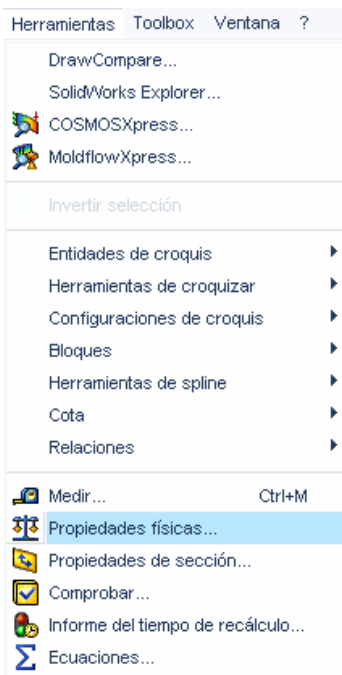 Herramientas Toolbox Ventana ?
DrawCompare...
SolidWorks Explorer...
COSMOSXpress...
MoldflowXpress...
Invertir selección
Entidades de croquis
Herramientas de croquizar
Configuraciones de croquis
Bloques
Herramientas de spline
Cota
Relaciones
Medir... Ctrl+M
Propiedades físicas...
Propiedades de sección...
Comprobar...
Informe del tiempo de recálculo...
Ecuaciones...